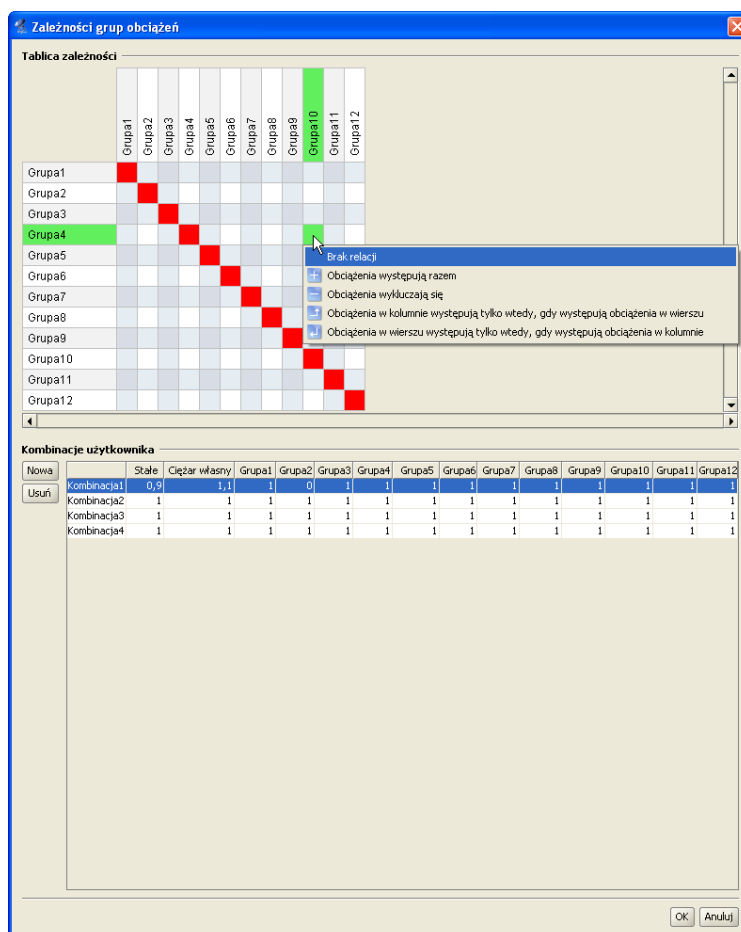 Zależności grup obciążeń
Tablica zależności
Grupa1 Grupa2 Grupa3 Grupa4 Grupa5 Grupa6 Grupa7 Grupa8 Grupa9 Grupa10 Grupa11 Grupa12
Grupa1
Grupa2
Grupa3
Grupa4
Grupa5
Grupa6
Grupa7
Grupa8
Grupa9
Grupa10
Grupa11
Grupa12
Brak relacji
Obciążenia występują razem
Obciążenia wykluczają się
Obciążenia w kolumnie występują tylko wtedy, gdy występują obciążenia w wierszu
Obciążenia w wierszu występują tylko wtedy, gdy występują obciążenia w kolumnie
Kombinacje użytkownika
Nowa
Usuń
Stałe Ciężar własny Grupa1 Grupa2 Grupa3 Grupa4 Grupa5 Grupa6 Grupa7 Grupa8 Grupa9 Grupa10 Grupa11 Grupa12
Kombinacja1 0,9 1,1 1 0 1 1 1 1 1 1 1 1 1 1
Kombinacja2 1 1 1 1 1 1 1 1 1 1 1 1 1 1
Kombinacja3 1 1 1 1 1 1 1 1 1 1 1 1 1 1
Kombinacja4 1 1 1 1 1 1 1 1 1 1 1 1 1 1
OK Anuluj